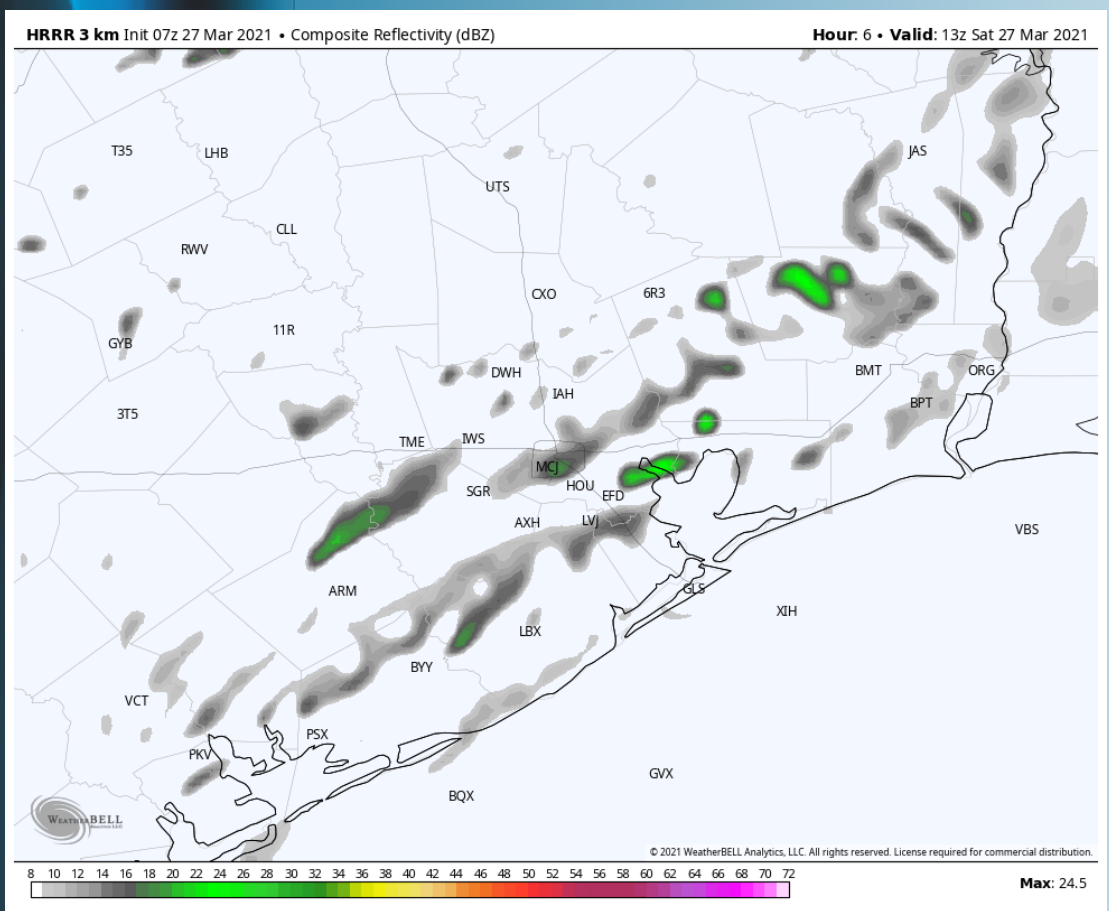 HRRR 3 km Init 07z 27 Mar 2021 • Composite Reflectivity (dBZ)
Hour: 6 • Valid: 13z Sat 27 Mar 2021
T35
LHB
JAS
UTS
CLL
RWV
CXO
6R3
11R
GYB
DWH
BMT
ORG
IAH
BPT
3T5
TME
IWS
MCJ
HOU
SGR
EFD
AXH
LVJ
VBS
ARM
GLS
XIH
LBX
BYY
VCT
PSX
PKV
GVX
BQX
WEATHERBELL
© 2021 WeatherBELL Analytics, LLC. All rights reserved. License required for commercial distribution.
8 10 12 14 16 18 20 22 24 26 28 30 32 34 36 38 40 42 44 46 48 50 52 54 56 58 60 62 64 66 68 70 72
Max: 24.5